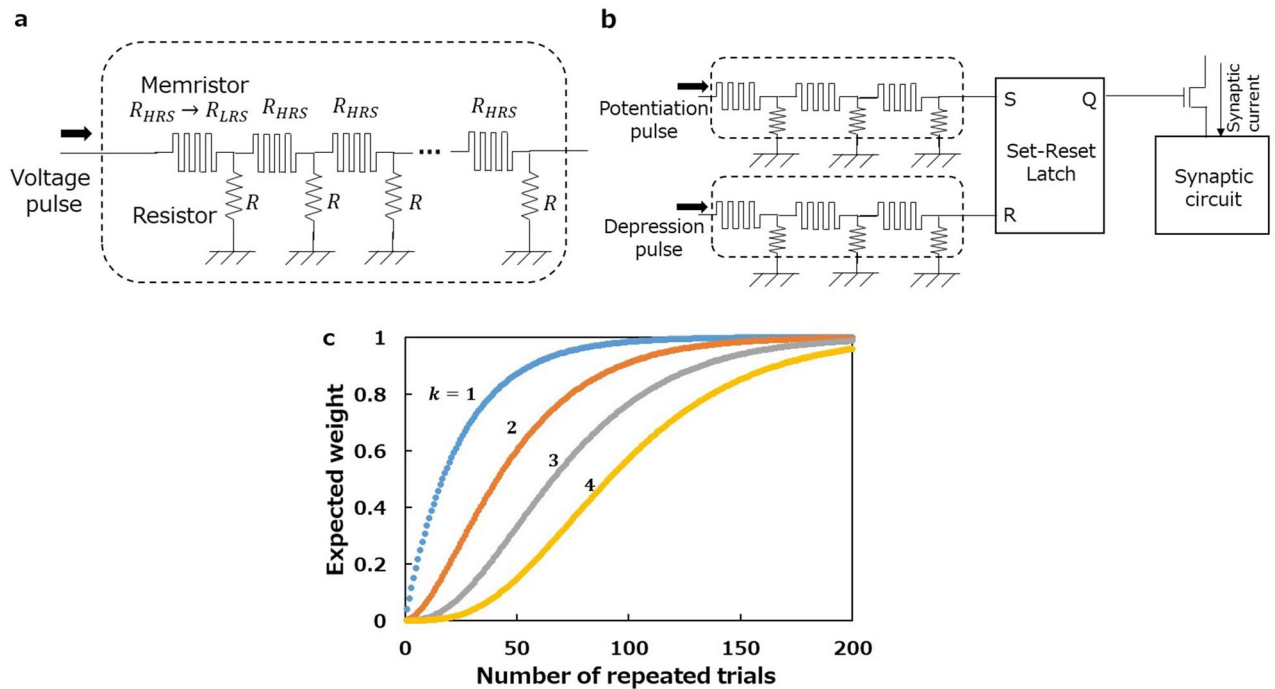 a
Memristor
R_HRS → R_LRS R_HRS R_HRS R_HRS
...
Voltage
pulse
Resistor R R R R
b
Potentiation
pulse
Depression
pulse
S Q
Set-Reset
Latch
R
Synaptic
current
Synaptic
circuit
c
Expected weight
1
0.8
0.6
0.4
0.2
0
k = 1
2
3
4
0 50 100 150 200
Number of repeated trials